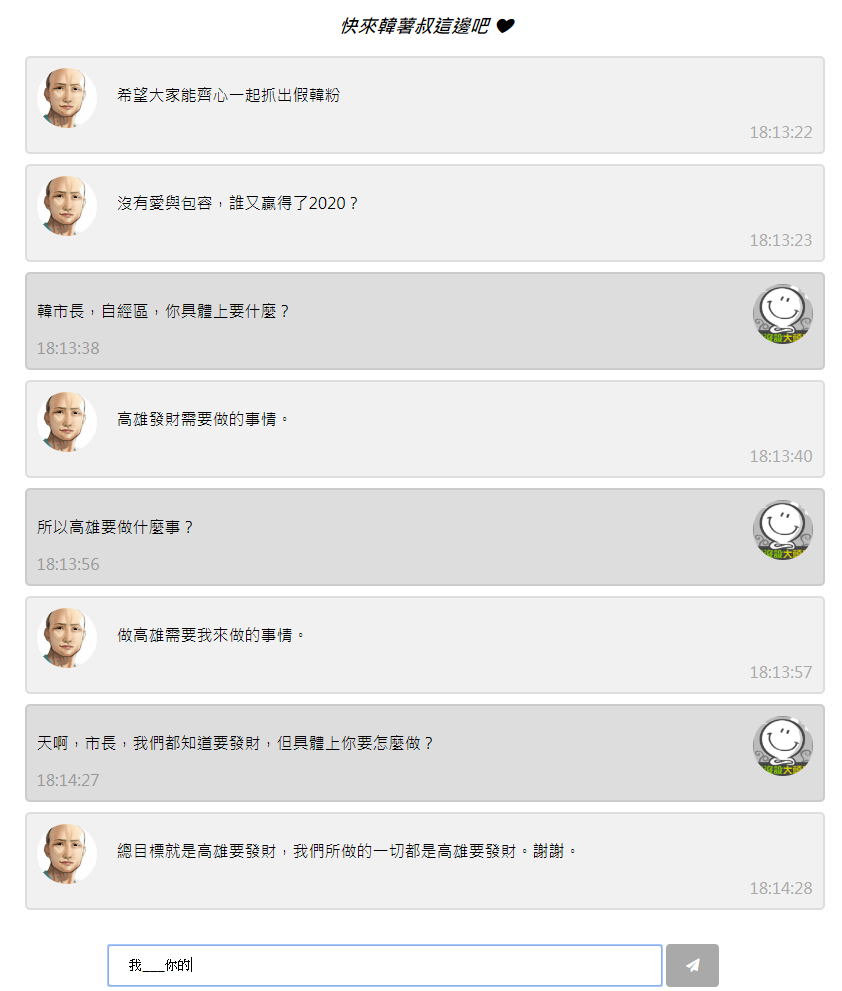 快來韓薯叔這邊吧 ❤
希望大家能齊心一起抓出假韓粉
18:13:22
沒有愛與包容，誰又贏得了2020？
18:13:23
韓市長，自經區，你具體上要什麼？
18:13:38
高雄發財需要做的事情。
18:13:40
所以高雄要做什麼事？
18:13:56
做高雄需要我來做的事情。
18:13:57
天啊，市長，我們都知道要發財，但具體上你要怎麼做？
18:14:27
總目標就是高雄要發財，我們所做的一切都是高雄要發財。謝謝。
18:14:28
我___你的